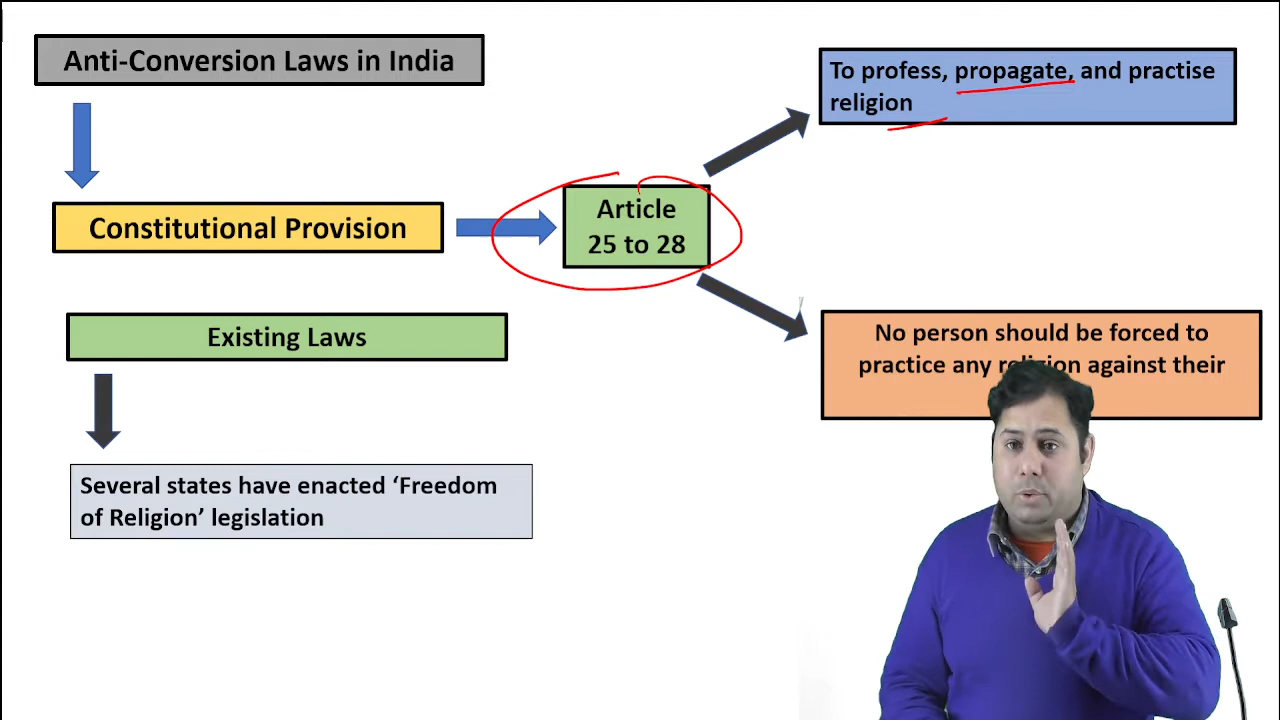 Anti-Conversion Laws in India
To profess, propagate, and practise
religion
Constitutional Provision
Article
25 to 28
Existing Laws
No person should be forced to
practice any religion against their
Several states have enacted ‘Freedom
of Religion’ legislation